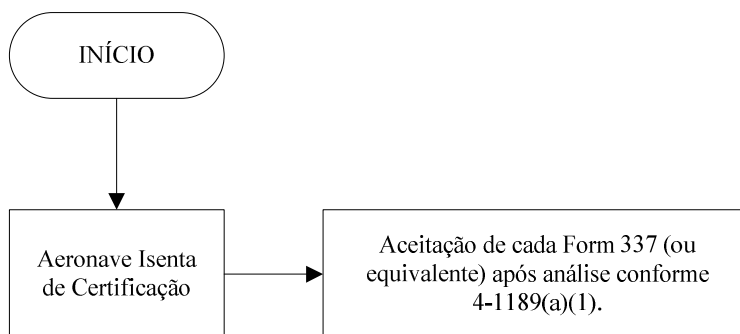 INÍCIO
Aeronave Isenta
de Certificação
Aceitação de cada Form 337 (ou
equivalente) após análise conforme
4-1189(a)(1).